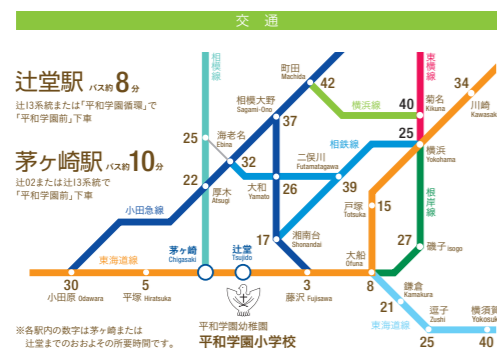 交 通
辻堂駅 バス約8分
辻13系統または「平和学園循環」で
「平和学園前」下車
茅ヶ崎駅 バス約10分
辻02または辻13系統で
「平和学園前」下車
相模線
町田
Machida
42
横浜線
40
東横線
菊名
Kikuna
34
川崎
Kawasaki
相模大野
Sagami-Ono
37
25
海老名
Ebina
32
相鉄線
二俣川
Futamatagawa
39
25
横浜
Yokohama
22
厚木
Atsugi
大和
Yamato
26
戸塚
Totsuka
15
根岸線
小田急線
17
湘南台
Shonandai
27
磯子 isogo
東海道線
茅ヶ崎
Chigasaki
辻堂
Tsujido
大船
Ofuna
30
小田原 Odawara
5
平塚 Hiratsuka
3
藤沢 Fujisawa
8
鎌倉
Kamakura
21
東海道線
逗子
Zushi
25
横須賀
Yokosuka
40
平和学園幼稚園
平和学園小学校
※各駅内の数字は茅ヶ崎または
辻堂までのおおよその所要時間です。